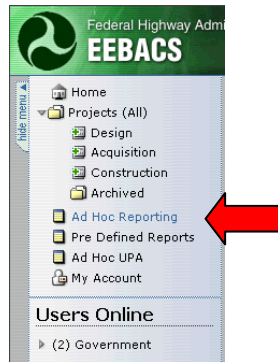 Federal Highway Admi
EEBACS
hide menu
Home
Projects (All)
Design
Acquisition
Construction
Archived
Ad Hoc Reporting
Pre Defined Reports
Ad Hoc UPA
My Account
Users Online
(2) Government